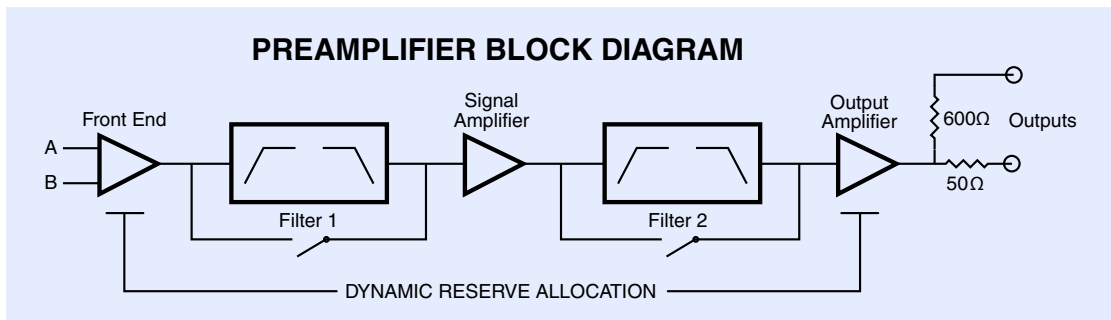 PREAMPLIFIER BLOCK DIAGRAM
Front End
A
B
Filter 1
Signal
Amplifier
Filter 2
Output
Amplifier
600Ω
Outputs
50Ω
DYNAMIC RESERVE ALLOCATION